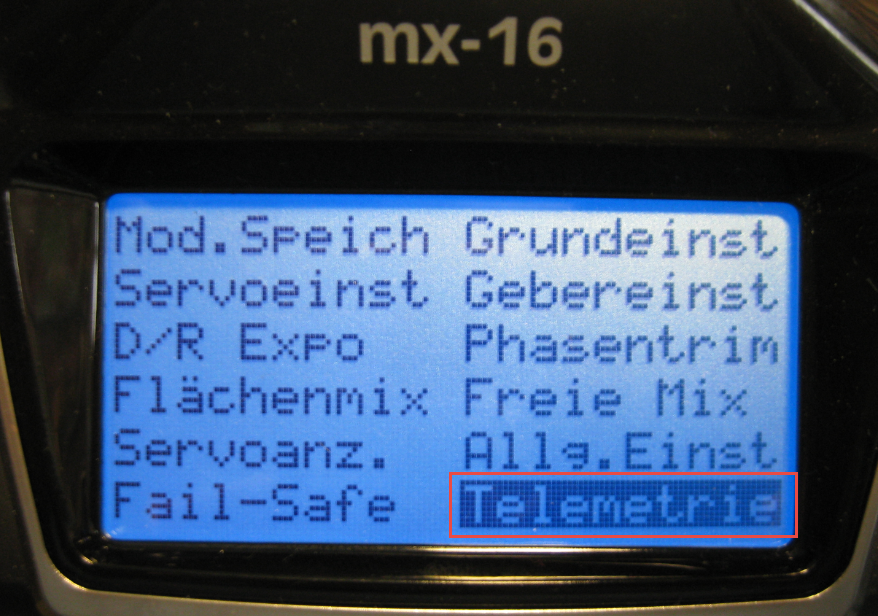 mx-16
Mod.Speich Grundeinst
Servoeinst Gebereinst
D/R Expo Phasentrim
Flächenmix Freie Mix
Servoanz. Allg.Einst
Fail-Safe Telemetrie